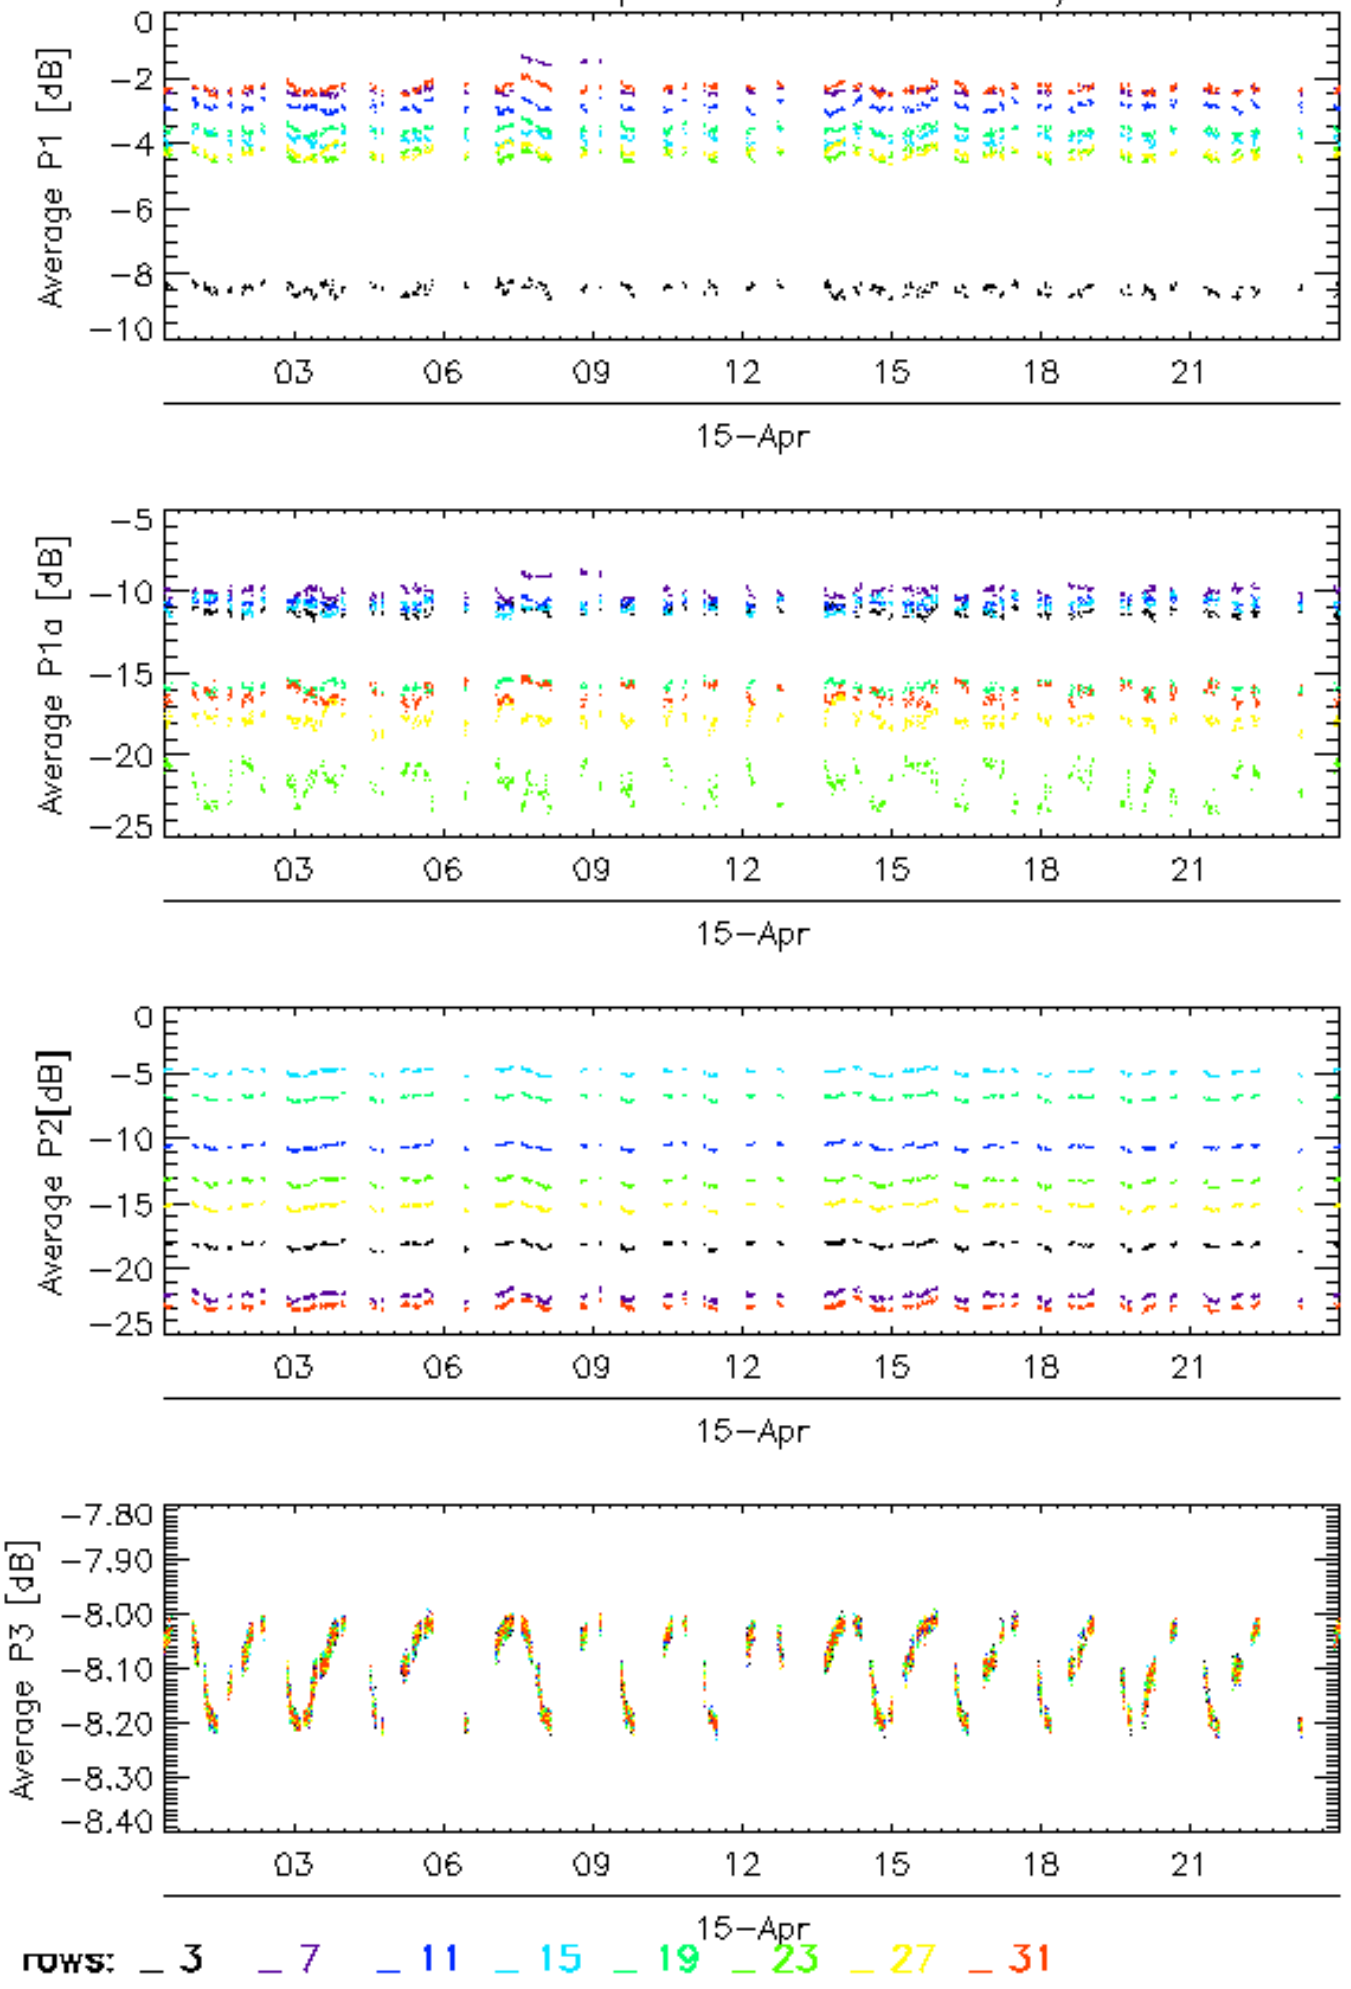 0
−2
−4
−6
−8
−10
Average P1 [dB]
03 06 09 12 15 18 21
15−Apr
−5
−10
−15
−20
−25
Average P1a [dB]
03 06 09 12 15 18 21
15−Apr
0
−5
−10
−15
−20
−25
Average P2[dB]
03 06 09 12 15 18 21
15−Apr
−7.80
−7.90
−8.00
−8.10
−8.20
−8.30
−8.40
Average P3 [dB]
03 06 09 12 15 18 21
15−Apr
rows: _ 3 _ 7 _ 11 _ 15 _ 19 _ 23 _ 27 _ 31